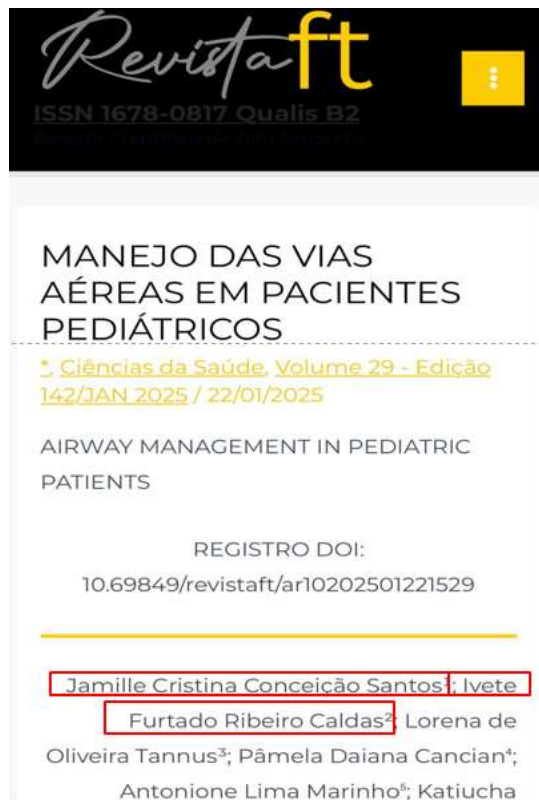 Revista ft
ISSN 1678-0817 Qualis B2
MANEJO DAS VIAS
AÉREAS EM PACIENTES
PEDIÁTRICOS
*, Ciências da Saúde, Volume 29 - Edição
142/JAN 2025 / 22/01/2025
AIRWAY MANAGEMENT IN PEDIATRIC
PATIENTS
REGISTRO DOI:
10.69849/revistaft/ar10202501221529
Jamille Cristina Conceição Santos¹; Ivete
Furtado Ribeiro Caldas²; Lorena de
Oliveira Tannus³; Pâmela Daiana Cancian⁴;
Antonione Lima Marinho⁵; Katiucha